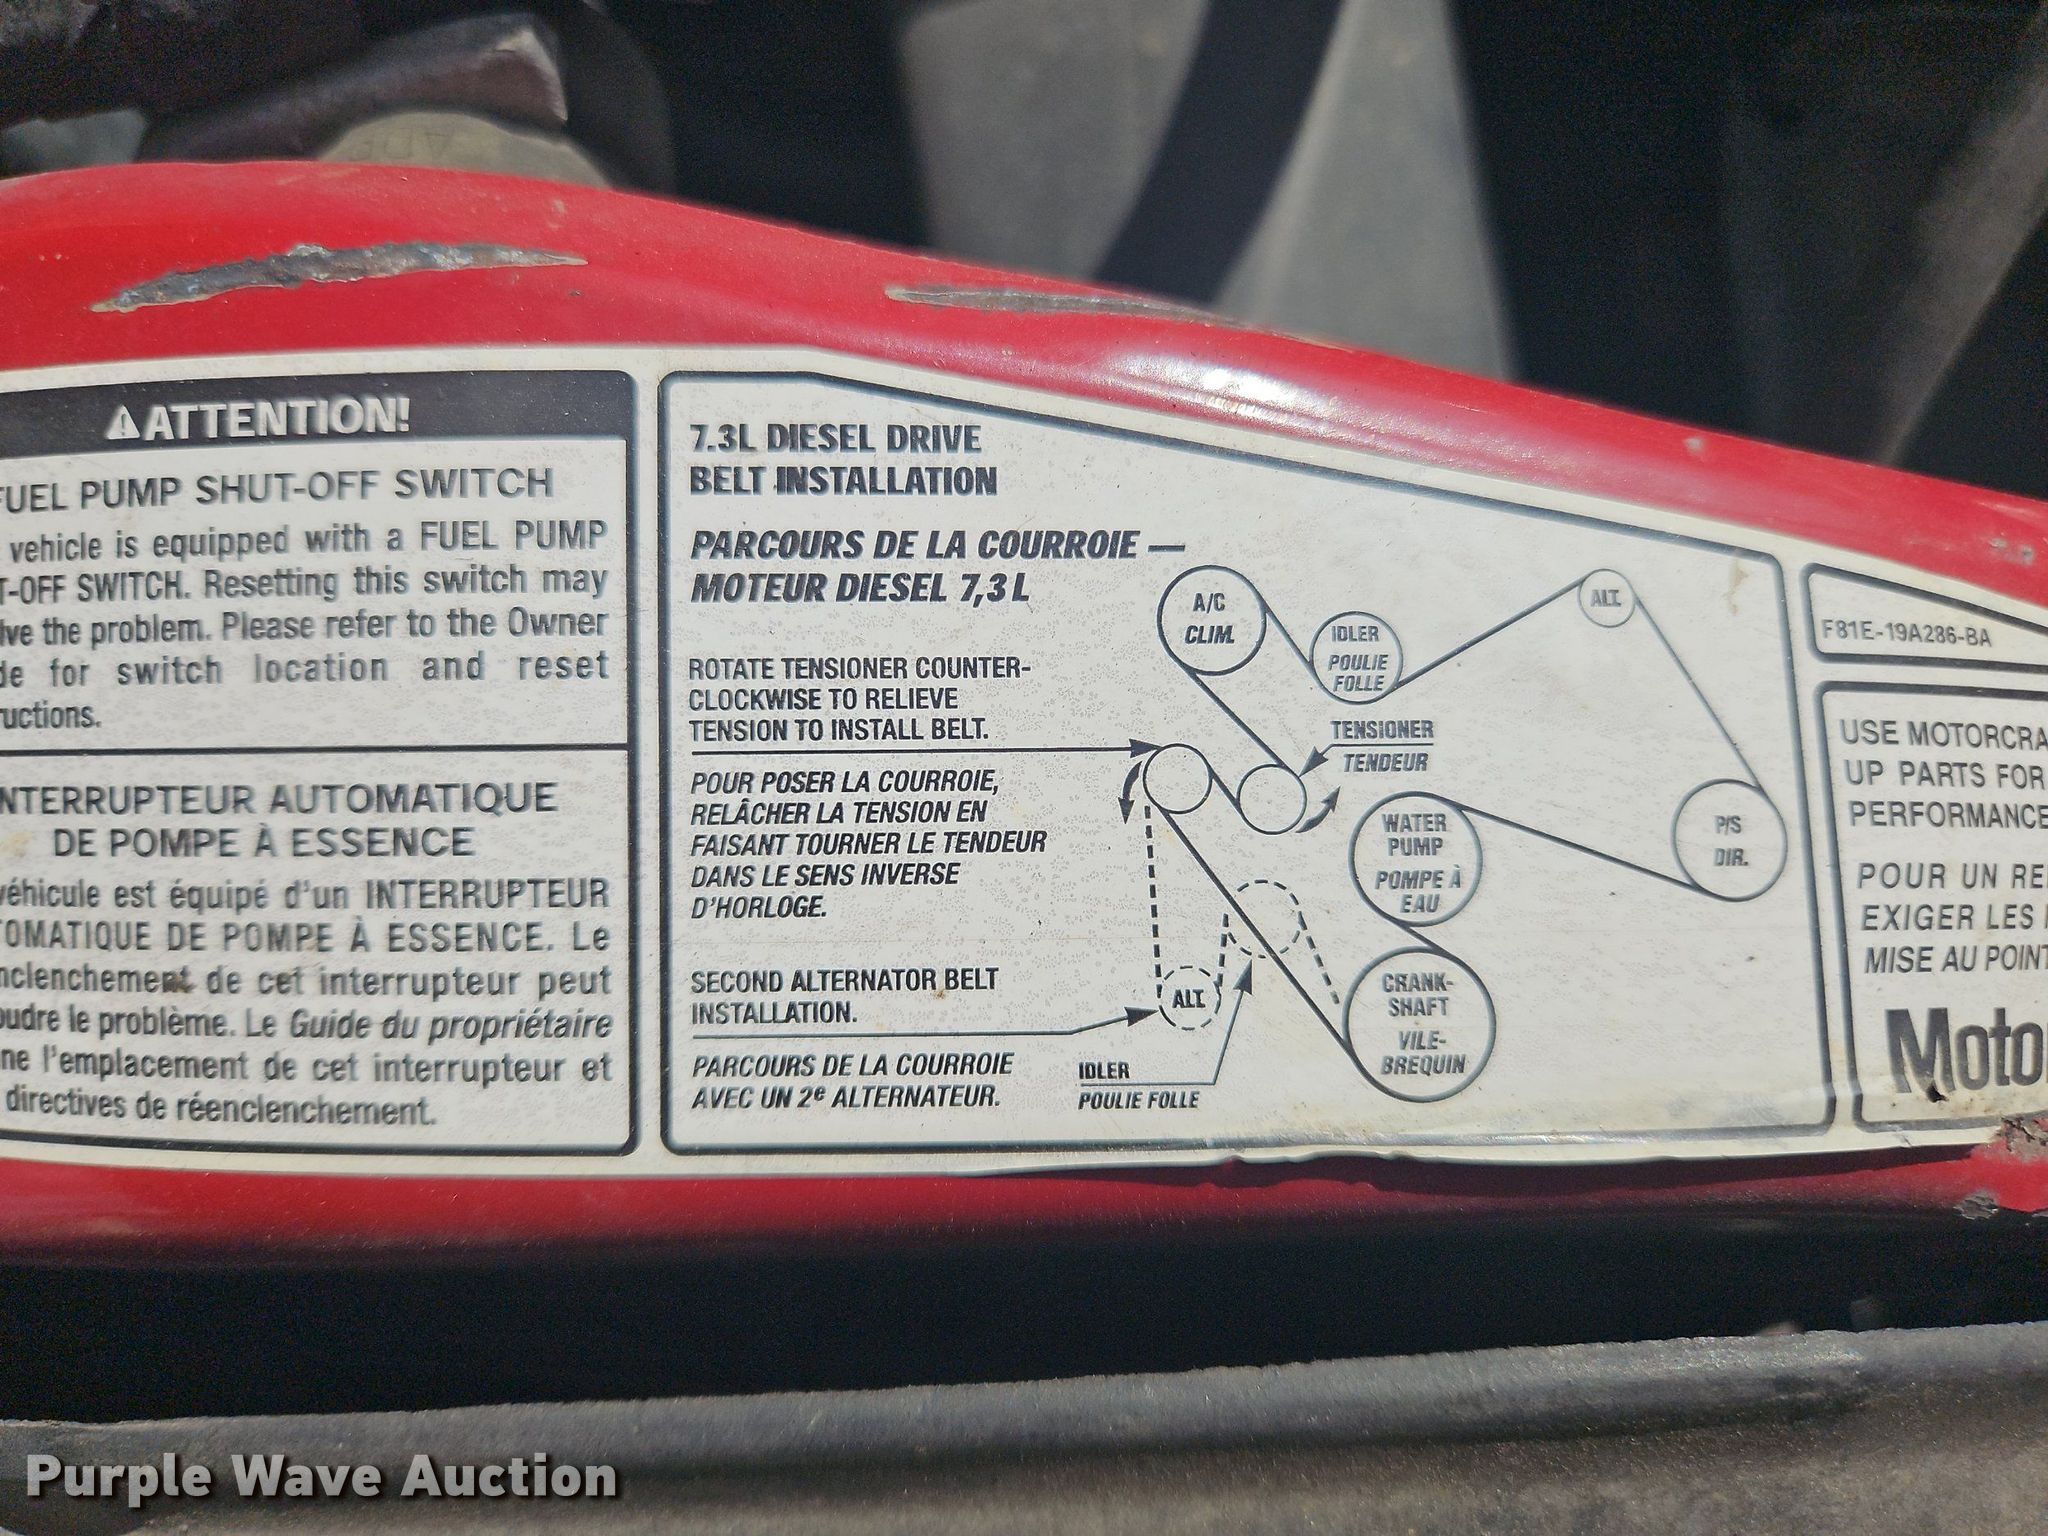 ATTENTION!
FUEL PUMP SHUT-OFF SWITCH
vehicle is equipped with a FUEL PUMP
T-OFF SWITCH. Resetting this switch may
lve the problem. Please refer to the Owner
de for switch location and reset
ructions.
NTERRUPTEUR AUTOMATIQUE
DE POMPE À ESSENCE
véhicule est équipé d'un INTERRUPTEUR
TOMATIQUE DE POMPE À ESSENCE. Le
nclenchement de cet interrupteur peut
oudre le problème. Le Guide du propriétaire
ne l'emplacement de cet interrupteur et
directives de réenclenchement.
7.3L DIESEL DRIVE
BELT INSTALLATION
PARCOURS DE LA COURROIE —
MOTEUR DIESEL 7,3 L
ROTATE TENSIONER COUNTER-
CLOCKWISE TO RELIEVE
TENSION TO INSTALL BELT.
POUR POSER LA COURROIE,
RELÂCHER LA TENSION EN
FAISANT TOURNER LE TENDEUR
DANS LE SENS INVERSE
D'HORLOGE.
SECOND ALTERNATOR BELT
INSTALLATION.
PARCOURS DE LA COURROIE
AVEC UN 2e ALTERNATEUR.
A/C
CLIM.
IDLER
POULIE
FOLLE
ALT.
TENSIONER
TENDEUR
WATER
PUMP
POMPE À
EAU
P/S
DIR.
ALT.
CRANK-
SHAFT
VILE-
BREQUIN
IDLER
POULIE FOLLE
F81E-19A286-BA
USE MOTORCRA
UP PARTS FOR
PERFORMANCE
POUR UN RE
EXIGER LES
MISE AU POINT
Moto
Purple Wave Auction